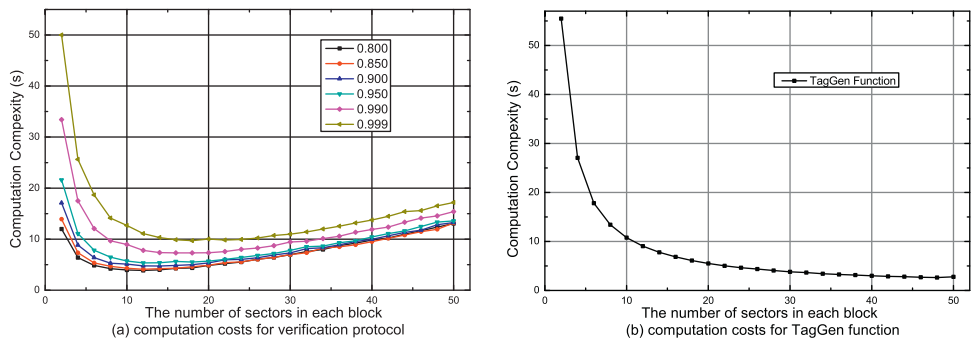 50
40
30
20
10
0
Computation Compexity (s)
0.800
0.850
0.900
0.950
0.990
0.999
0 10 20 30 40 50
The number of sectors in each block
(a) computation costs for verification protocol
50
40
30
20
10
0
Computation Compexity (s)
TagGen Function
0 10 20 30 40 50
The number of sectors in each block
(b) computation costs for TagGen function